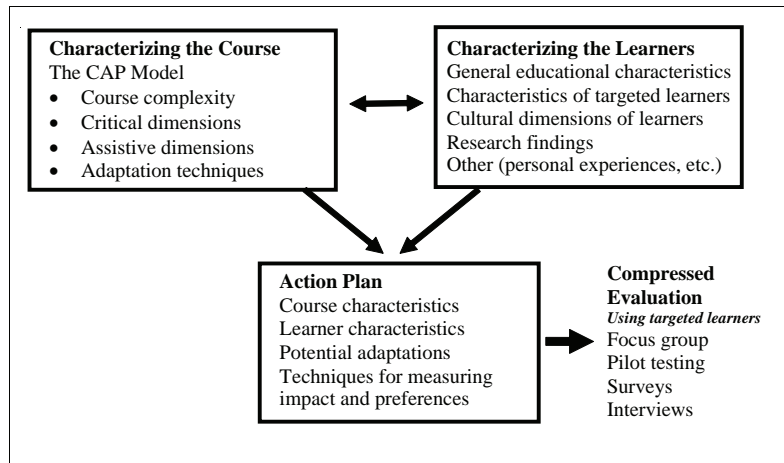 Characterizing the Course
The CAP Model
• Course complexity
• Critical dimensions
• Assistive dimensions
• Adaptation techniques
Characterizing the Learners
General educational characteristics
Characteristics of targeted learners
Cultural dimensions of learners
Research findings
Other (personal experiences, etc.)
Action Plan
Course characteristics
Learner characteristics
Potential adaptations
Techniques for measuring
impact and preferences
Compressed
Evaluation
Using targeted learners
Focus group
Pilot testing
Surveys
Interviews